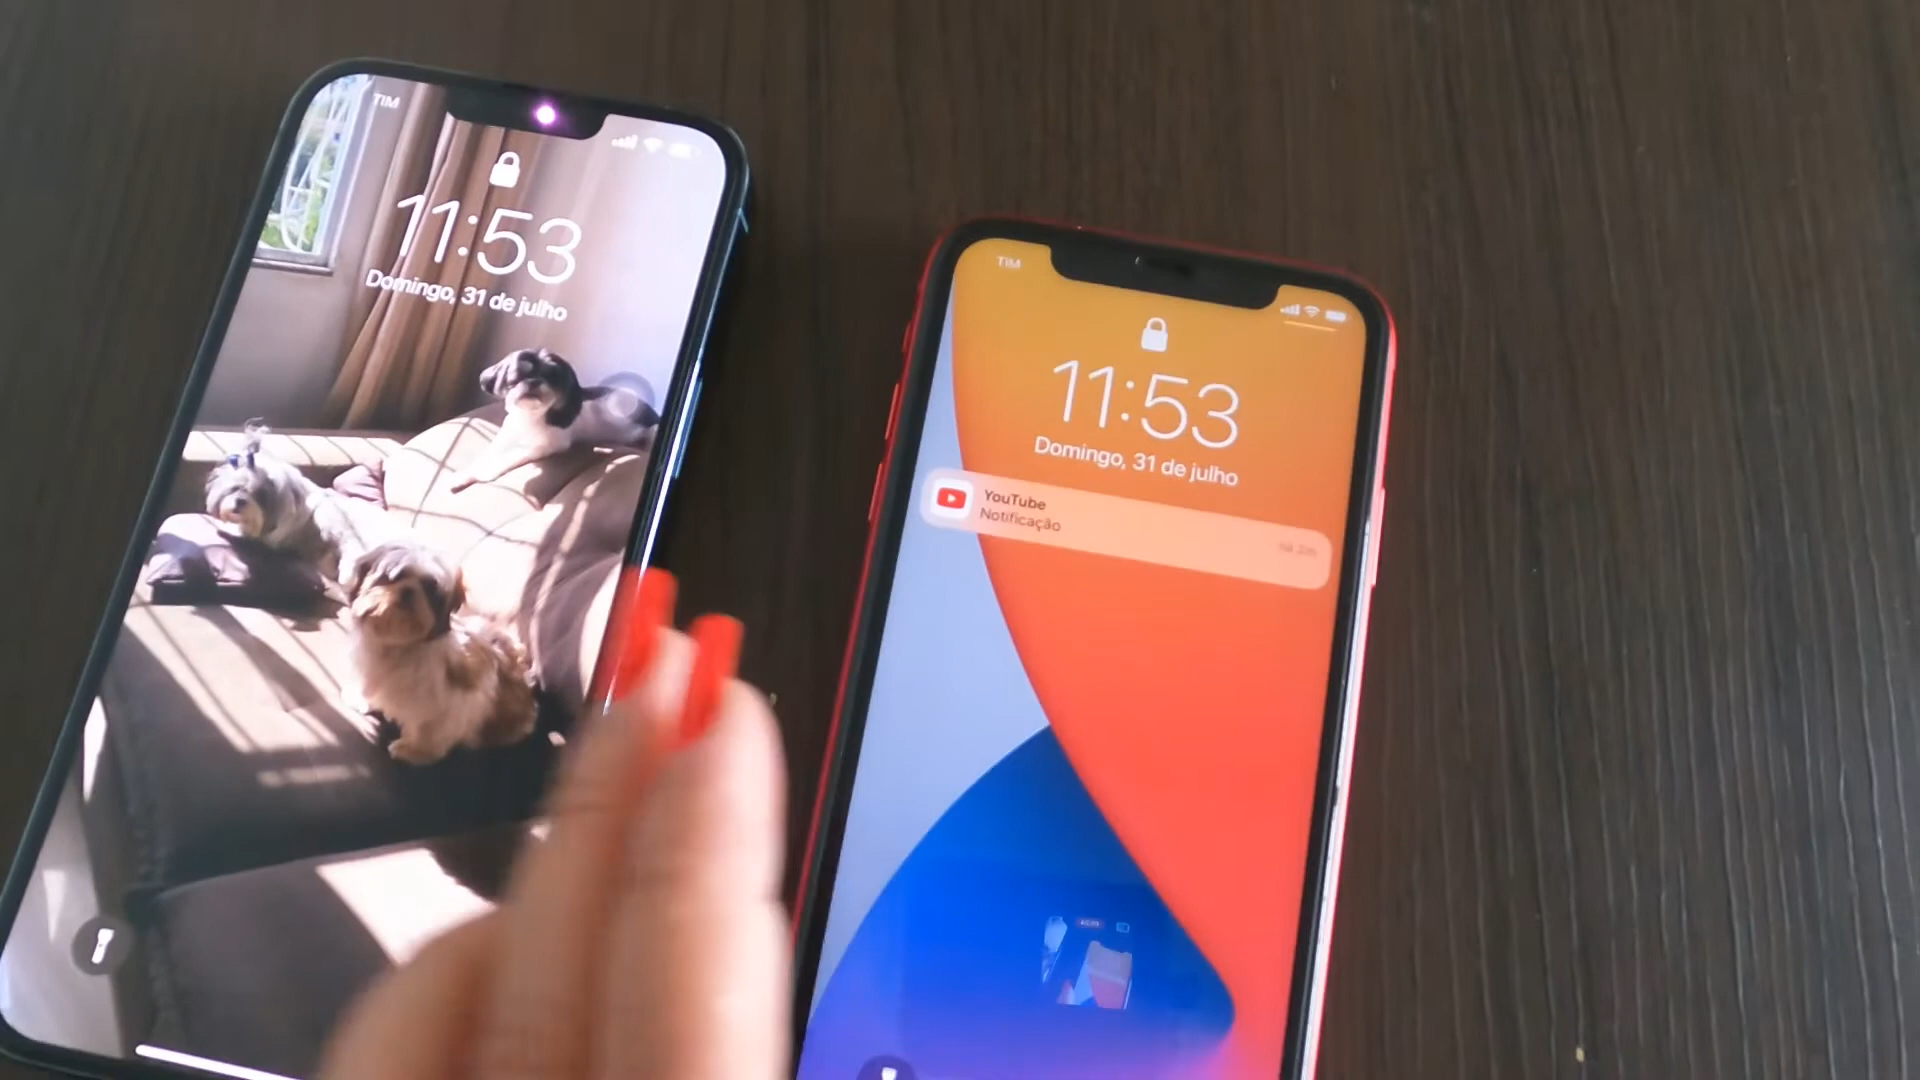 TIM
11:53
Domingo, 31 de julho
TIM
11:53
Domingo, 31 de julho
YouTube
Notificação